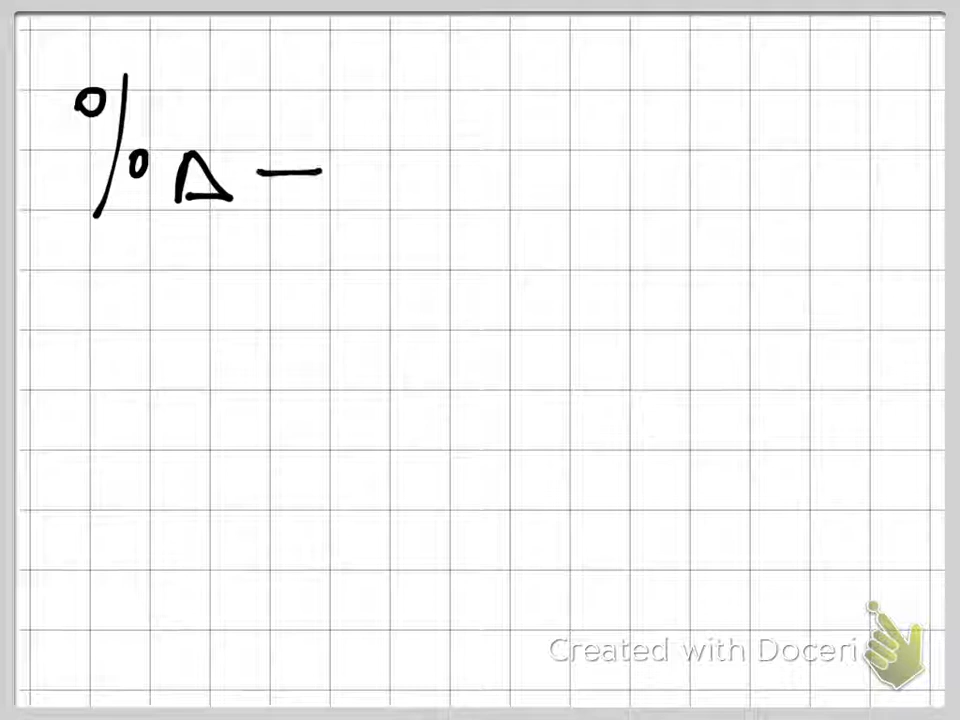 % Δ —
Created with Doceri